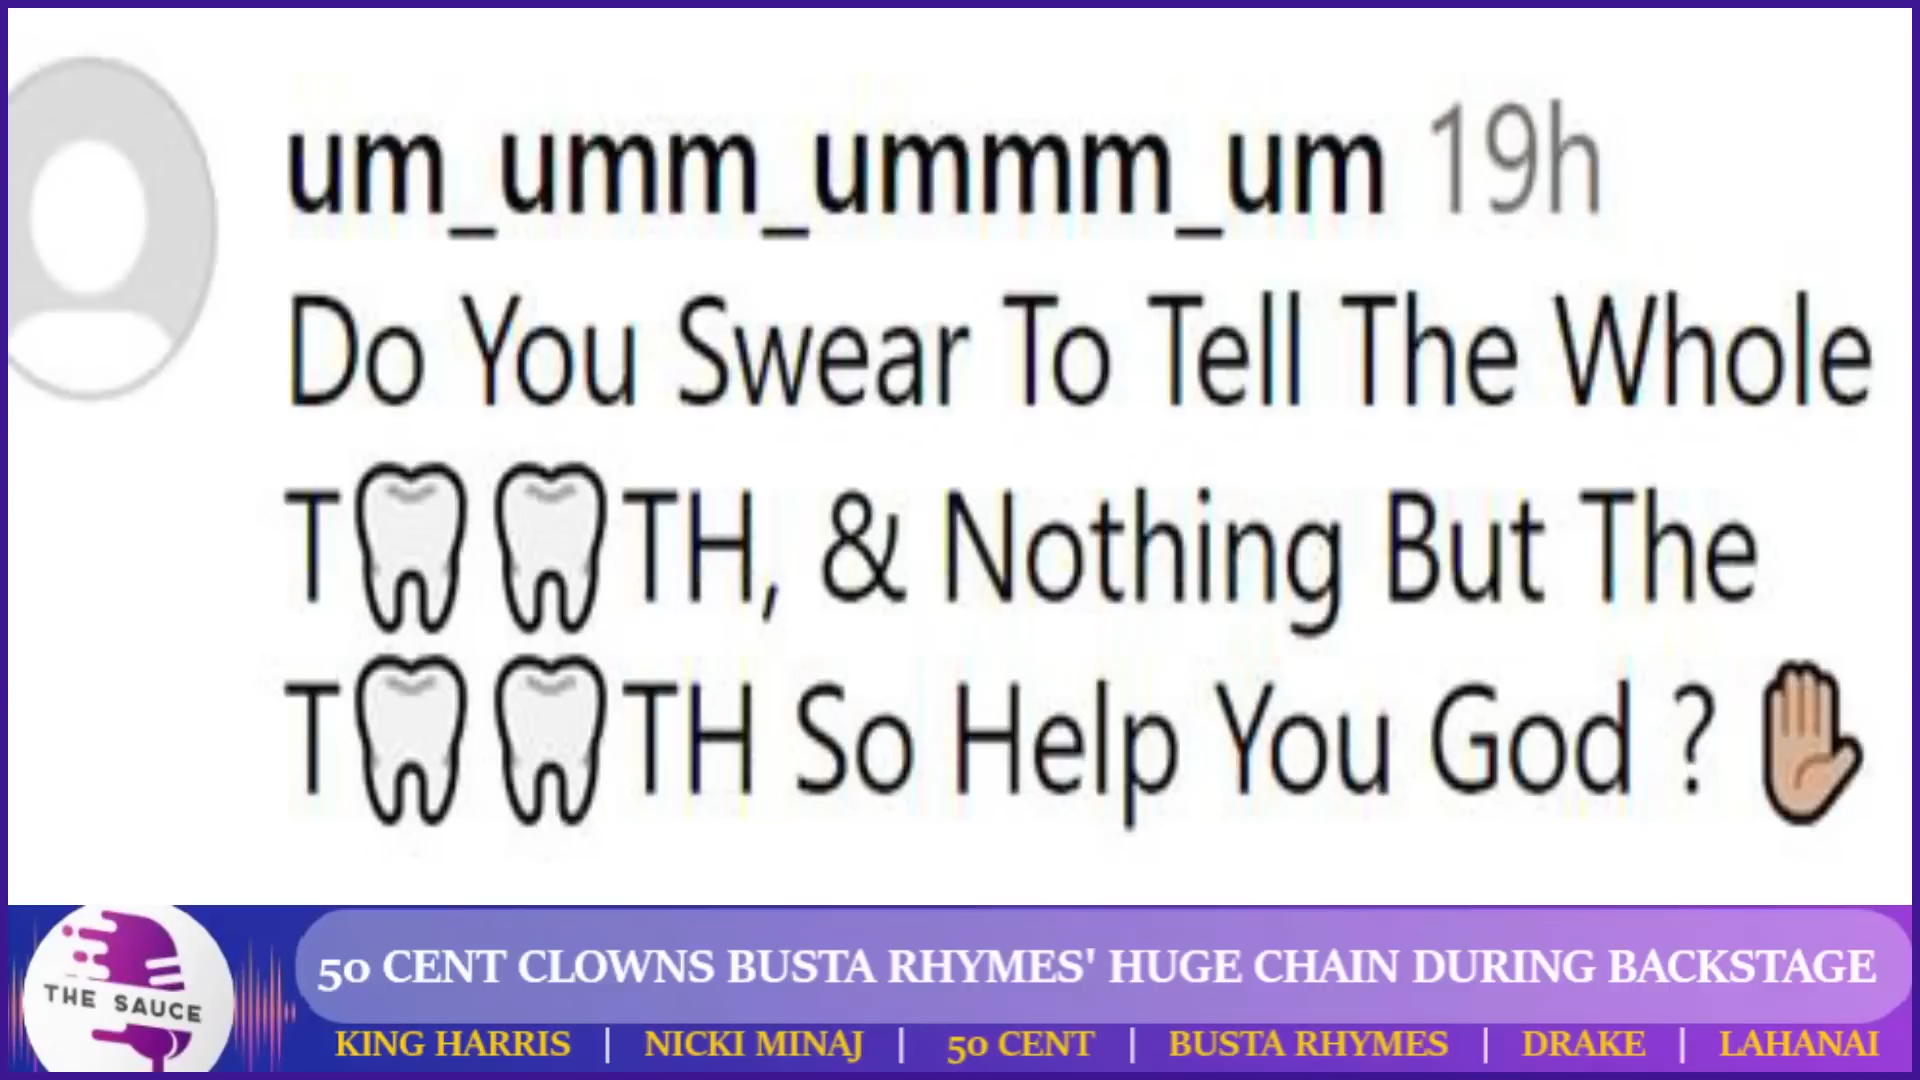 um_umm_ummm_um 19h
Do You Swear To Tell The Whole
T🦷🦷TH, & Nothing But The
T🦷🦷TH So Help You God ? ✋🏽
THE SAUCE
50 CENT CLOWNS BUSTA RHYMES' HUGE CHAIN DURING BACKSTAGE
KING HARRIS | NICKI MINAJ | 50 CENT | BUSTA RHYMES | DRAKE | LAHANAI